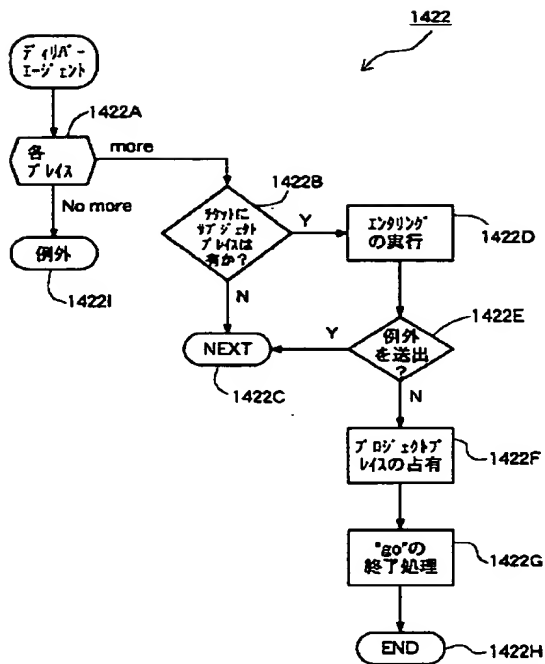 1422
ディリバー
エージェント
1422A
各
プレイス
more
No more
例外
1422I
1422B
チケットに
サブジェクト
プレイスは
有か？
Y
N
エンタリング
の実行
1422D
NEXT
1422C
1422E
例外
を送出
？
Y
N
プロジェクトプ
レイスの占有
1422F
"go"の
終了処理
1422G
END
1422H